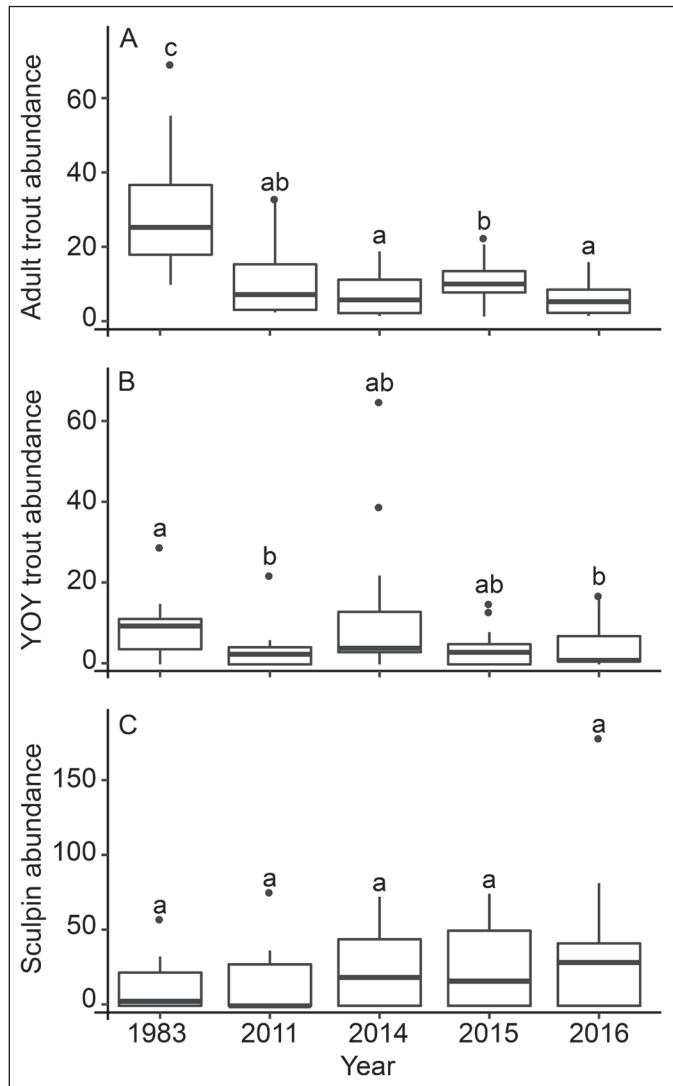 A
c
60
ab
b
40
a
a
20
0
Adult trout abundance
B
ab
60
40
a
b
ab
b
20
0
YOY trout abundance
C
a
150
100
a
a
a
a
50
0
Sculpin abundance
1983 2011 2014 2015 2016
Year